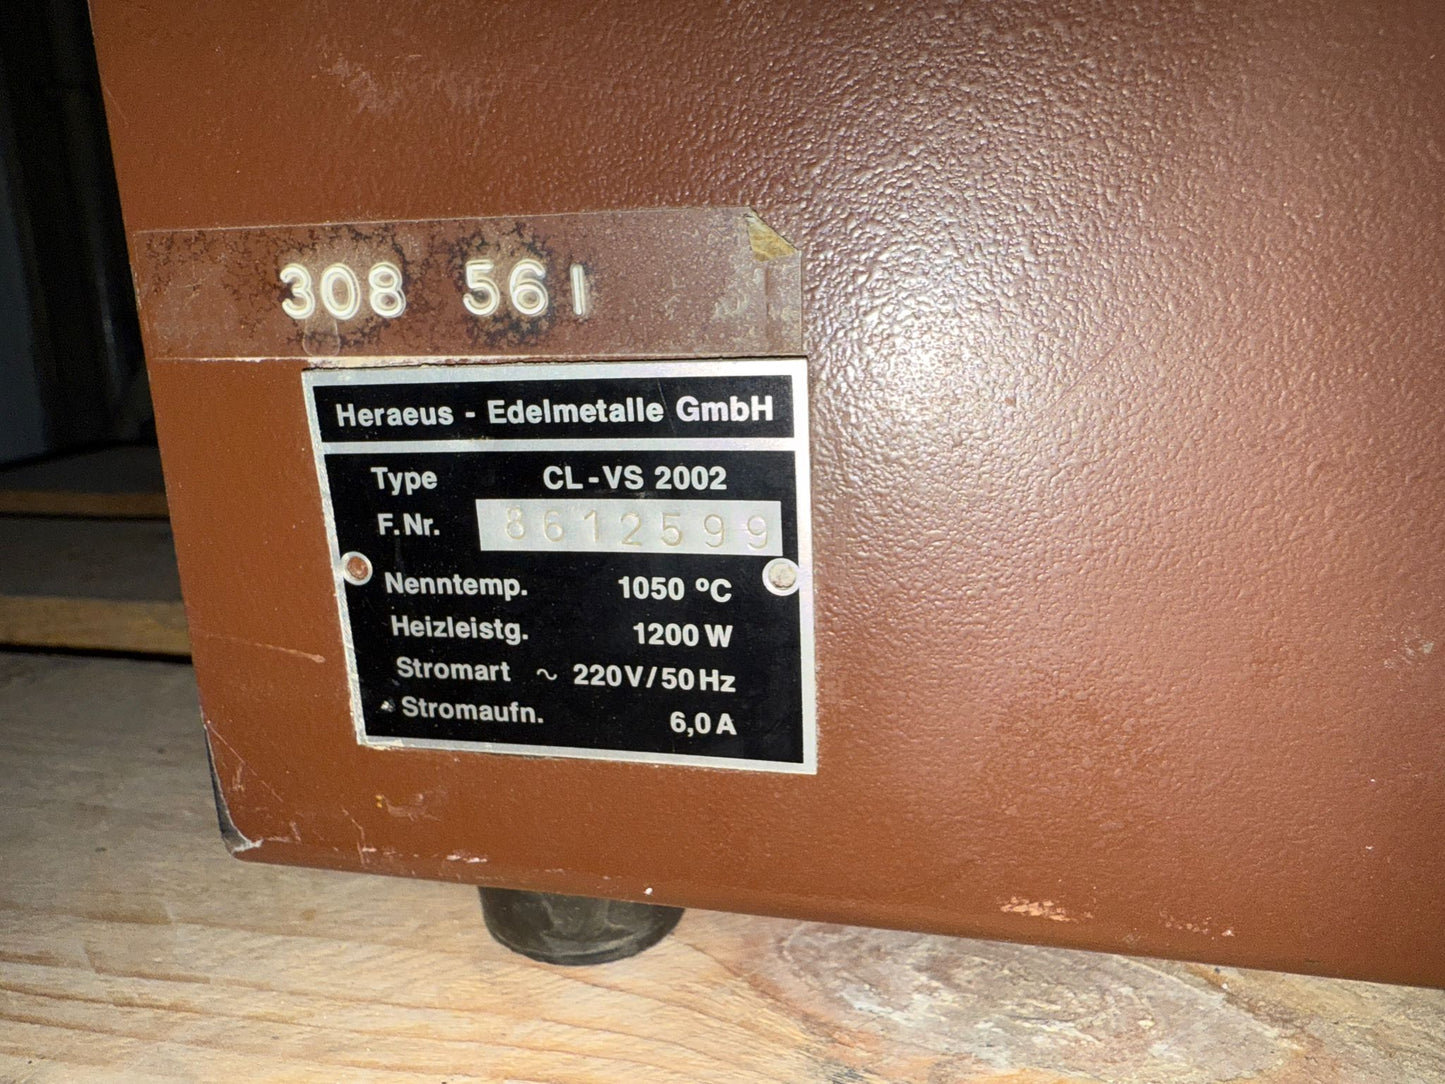 308 561
Heraeus - Edelmetalle GmbH
Type CL-VS 2002
F.Nr. 8612599
Nenntemp. 1050 °C
Heizleistg. 1200 W
Stromart ~ 220V/50Hz
Stromaufn. 6,0 A